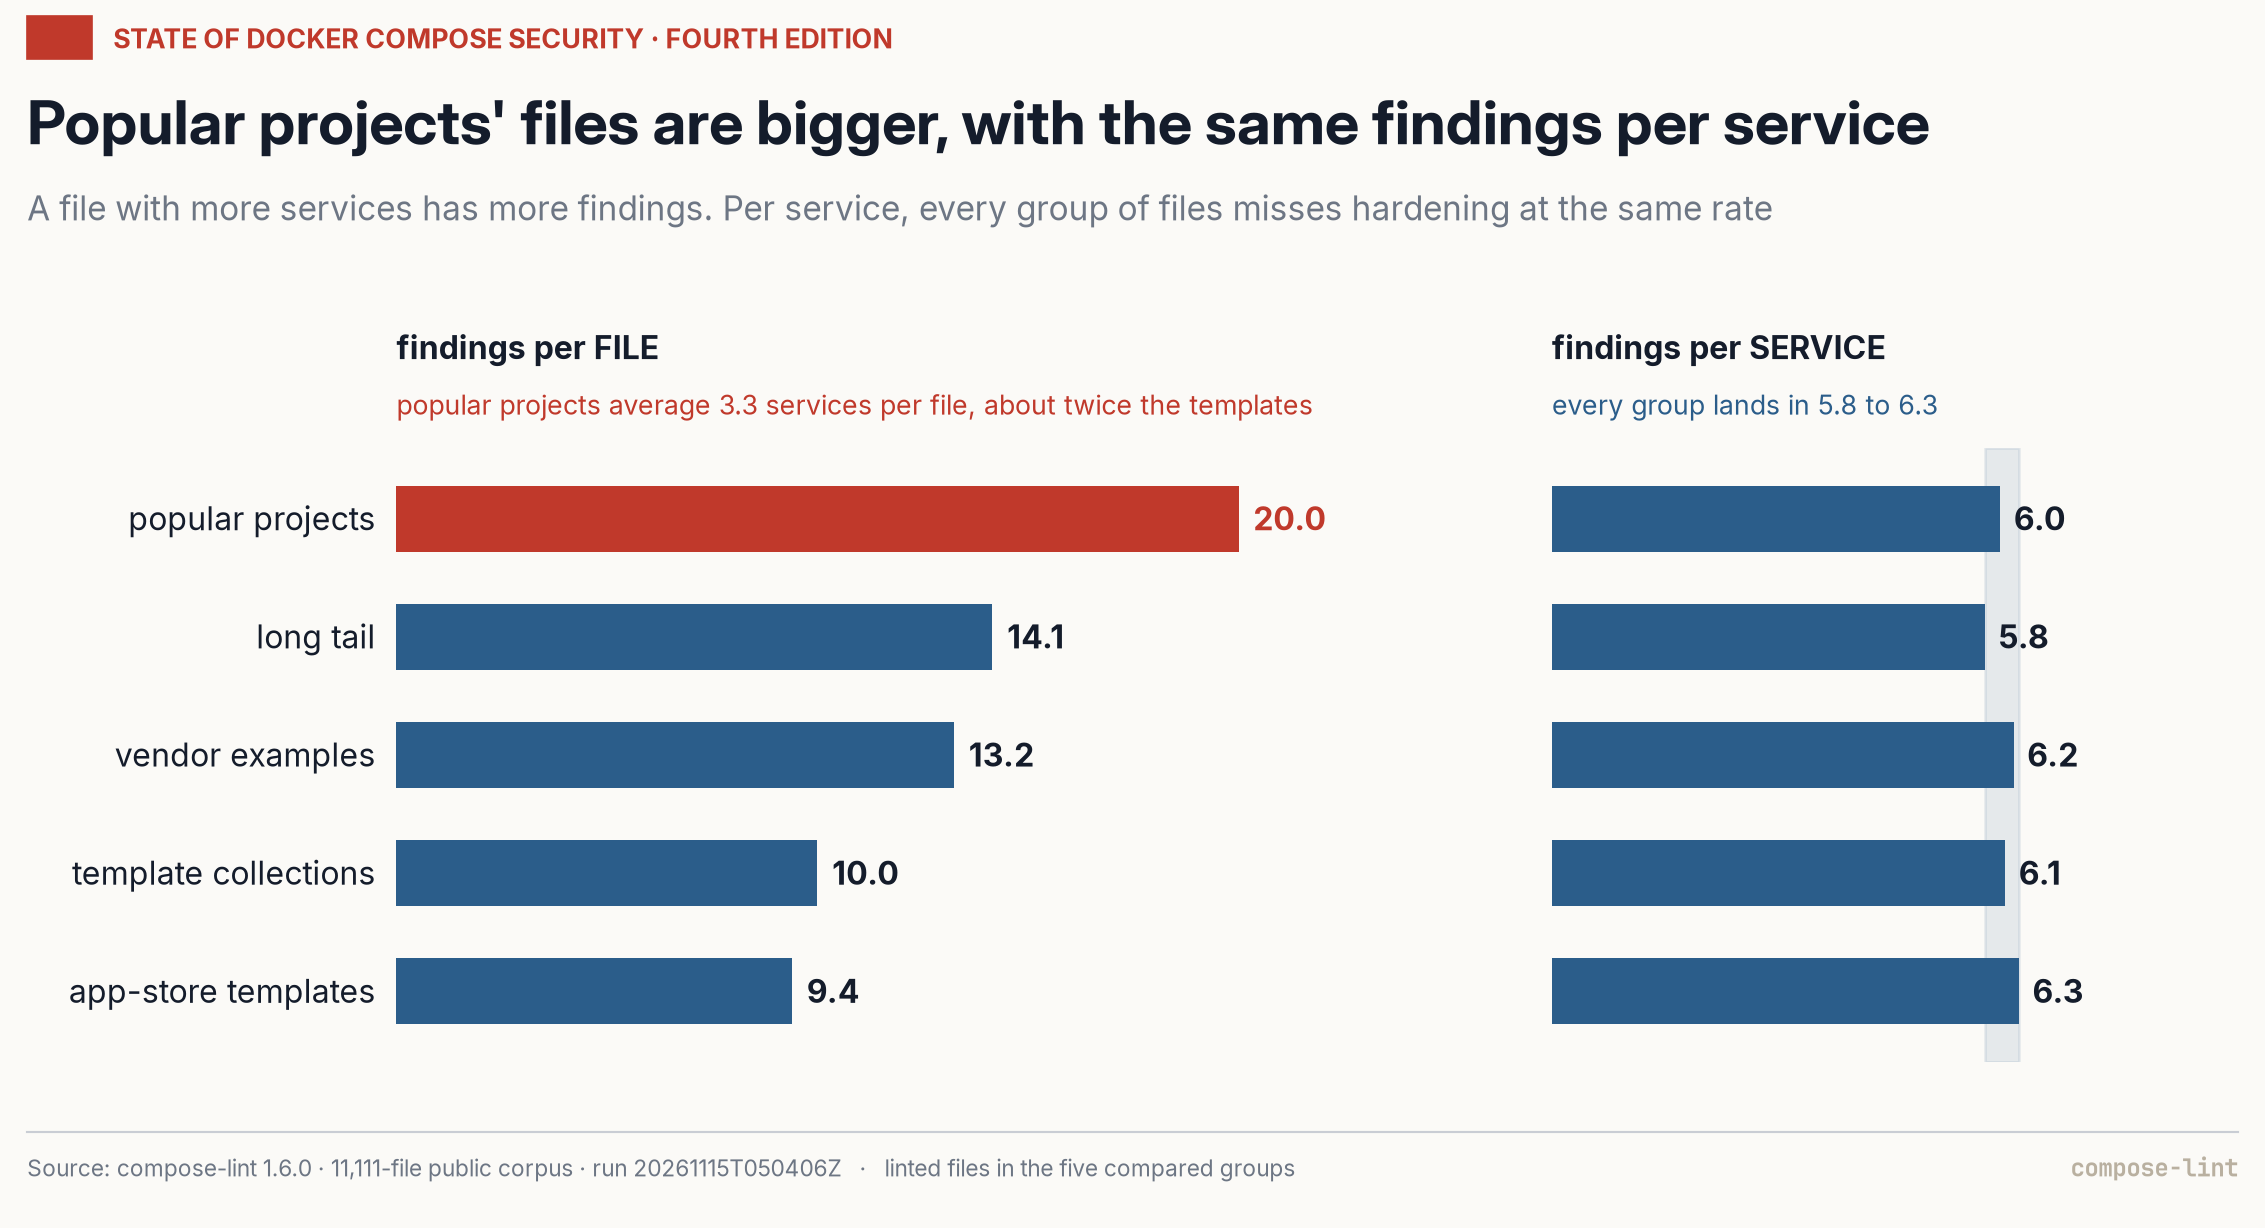 STATE OF DOCKER COMPOSE SECURITY · FOURTH EDITION
Popular projects' files are bigger, with the same findings per service
A file with more services has more findings. Per service, every group of files misses hardening at the same rate
findings per FILE
popular projects average 3.3 services per file, about twice the templates
findings per SERVICE
every group lands in 5.8 to 6.3
popular projects 20.0 6.0
long tail 14.1 5.8
vendor examples 13.2 6.2
template collections 10.0 6.1
app-store templates 9.4 6.3
Source: compose-lint 1.6.0 · 11,111-file public corpus · run 20261115T050406Z · linted files in the five compared groups
compose-lint